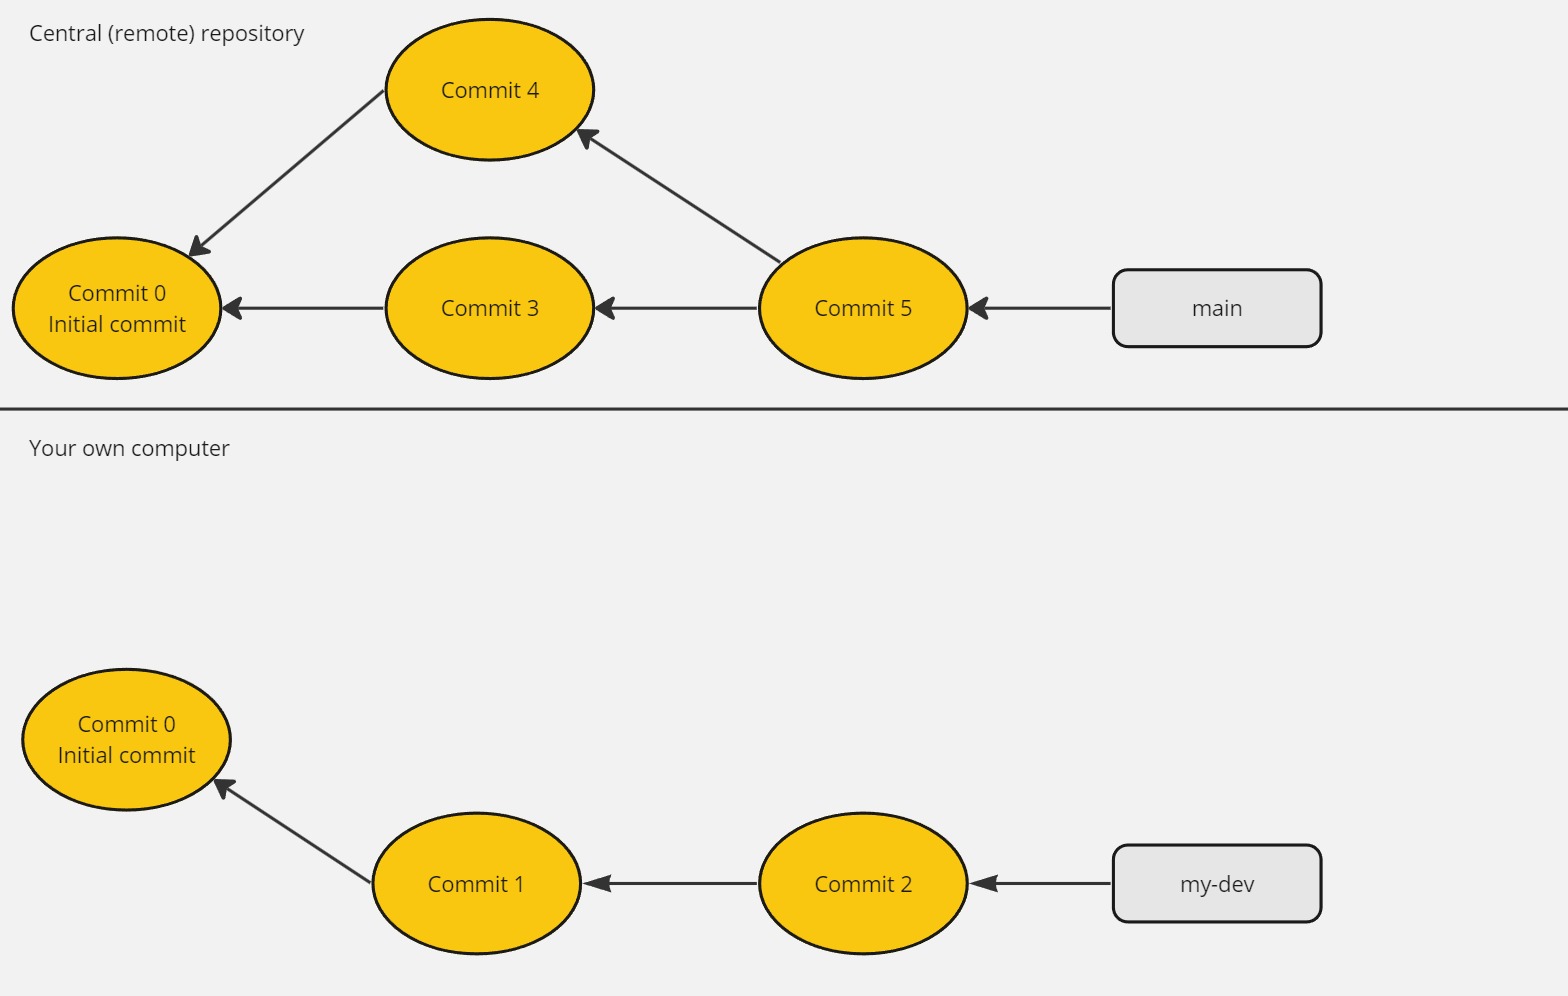 Central (remote) repository
Commit 4
Commit 0
Initial commit
Commit 3
Commit 5
main
Your own computer
Commit 0
Initial commit
Commit 1
Commit 2
my-dev